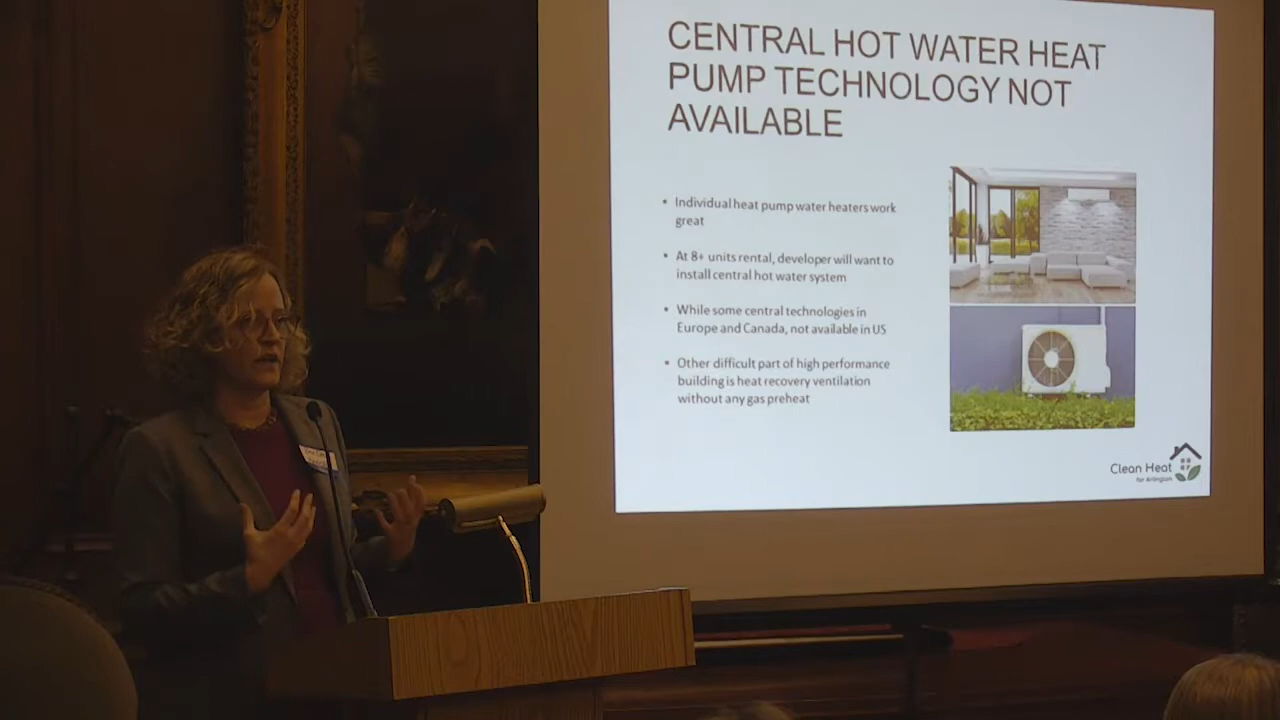 CENTRAL HOT WATER HEAT
PUMP TECHNOLOGY NOT
AVAILABLE
• Individual heat pump water heaters work
great
• At 8+ units rental, developer will want to
install central hot water system
• While some central technologies in
Europe and Canada, not available in US
• Other difficult part of high performance
building is heat recovery ventilation
without any gas preheat
Clean Heat
for Arlington